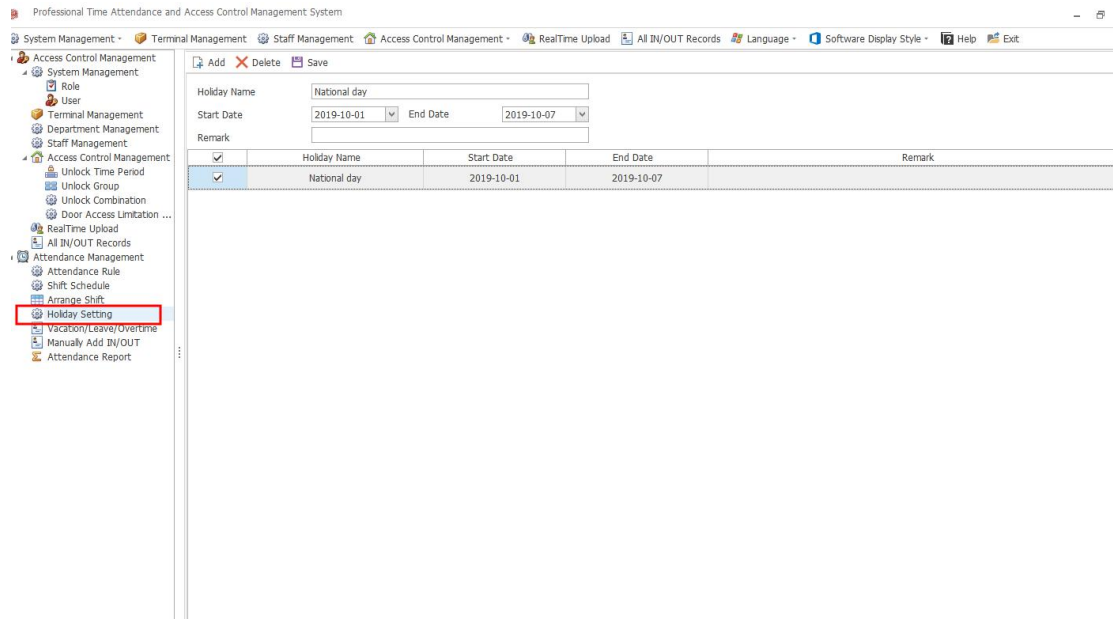 Professional Time Attendance and Access Control Management System
System Management Terminal Management Staff Management Access Control Management RealTime Upload All IN/OUT Records Language Software Display Style Help Exit
Access Control Management
System Management
Role
User
Terminal Management
Department Management
Staff Management
Access Control Management
Unlock Time Period
Unlock Group
Unlock Combination
Door Access Limitation ...
RealTime Upload
All IN/OUT Records
Attendance Management
Attendance Rule
Shift Schedule
Arrange Shift
Holiday Setting
Vacation/Leave/Overtime
Manually Add IN/OUT
Attendance Report
Add Delete Save
Holiday Name National day
Start Date 2019-10-01 End Date 2019-10-07
Remark
Holiday Name Start Date End Date Remark
National day 2019-10-01 2019-10-07